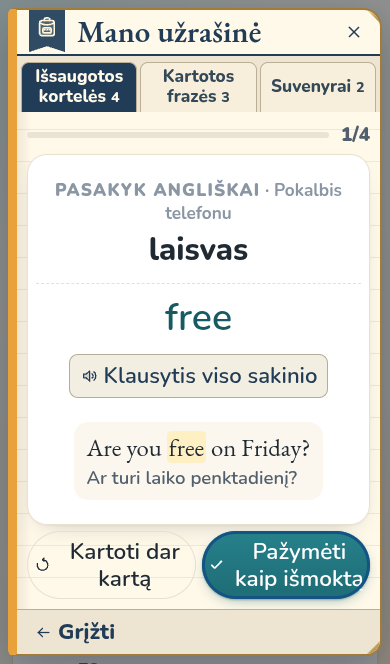 Mano užrašinė
Išsaugotos
kortelės 4
Kartotos
frazės 3
Suvenyrai 2
1/4
PASAKYK ANGLIŠKAI · Pokalbis
telefonu
laisvas
free
Klausytis viso sakinio
Are you free on Friday?
Ar turi laiko penktadienį?
Kartoti dar
kartą
Pažymėti
kaip išmoktą
← Grįžti